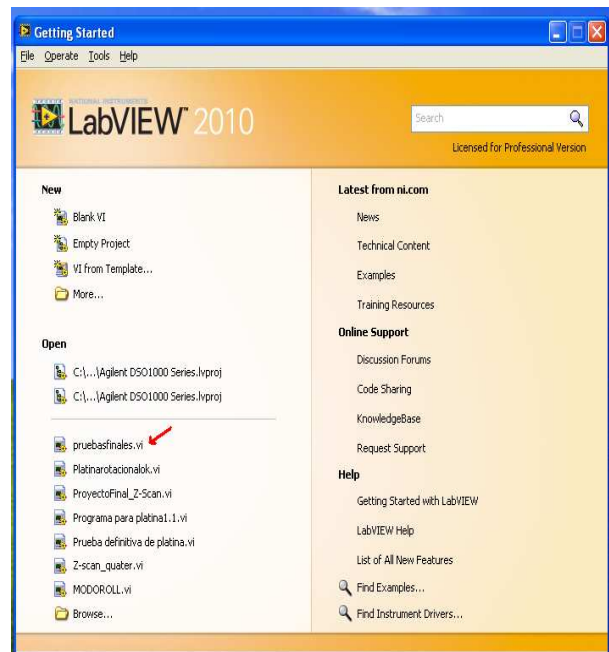 Getting Started
File Operate Tools Help
NATIONAL INSTRUMENTS
LabVIEW™ 2010
Search
Licensed for Professional Version
New
Blank VI
Empty Project
VI from Template...
More...
Open
C:\...\Agilent DSO1000 Series.lvproj
C:\...\Agilent DSO1000 Series.lvproj
pruebasfinales.vi
Platinarotacionalok.vi
ProyectoFinal_Z-Scan.vi
Programa para platina1.1.vi
Prueba definitiva de platina.vi
Z-scan_quater.vi
MODOROLL.vi
Browse...
Latest from ni.com
News
Technical Content
Examples
Training Resources
Online Support
Discussion Forums
Code Sharing
KnowledgeBase
Request Support
Help
Getting Started with LabVIEW
LabVIEW Help
List of All New Features
Find Examples...
Find Instrument Drivers...